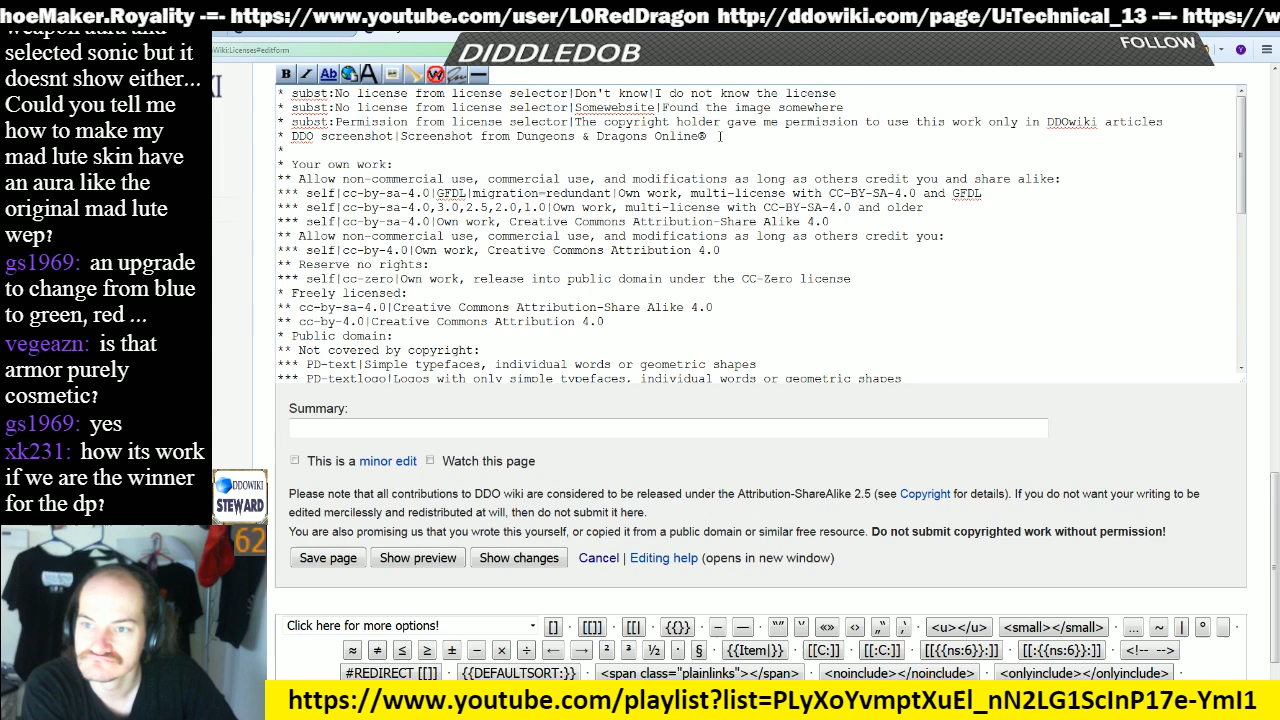 hoeMaker.Royality -=- https://www.youtube.com/user/L0RedDragon http://ddowiki.com/page/U:Technical_13 -=- https://w
weapon aura and
selected sonic but it
doesnt show either...
Could you tell me
how to make my
mad lute skin have
an aura like the
original mad lute
wep?
gs1969: an upgrade
to change from blue
to green, red ...
vegeazn: is that
armor purely
cosmetic?
gs1969: yes
xk231: how its work
if we are the winner
for the dp?
DDOWIKI
STEWARD
62
Wiki:Licenses#editform
DIDDLEDOB
FOLLOW
B I Ab A W
* subst:No license from license selector|Don't know|I do not know the license
* subst:No license from license selector|Somewebsite|Found the image somewhere
* subst:Permission from license selector|The copyright holder gave me permission to use this work only in DDOwiki articles
* DDO screenshot|Screenshot from Dungeons & Dragons Online®
*
* Your own work:
** Allow non-commercial use, commercial use, and modifications as long as others credit you and share alike:
*** self|cc-by-sa-4.0|GFDL|migration=redundant|Own work, multi-license with CC-BY-SA-4.0 and GFDL
*** self|cc-by-sa-4.0,3.0,2.5,2.0,1.0|Own work, multi-license with CC-BY-SA-4.0 and older
*** self|cc-by-sa-4.0|Own work, Creative Commons Attribution-Share Alike 4.0
** Allow non-commercial use, commercial use, and modifications as long as others credit you:
*** self|cc-by-4.0|Own work, Creative Commons Attribution 4.0
** Reserve no rights:
*** self|cc-zero|Own work, release into public domain under the CC-Zero license
* Freely licensed:
** cc-by-sa-4.0|Creative Commons Attribution-Share Alike 4.0
** cc-by-4.0|Creative Commons Attribution 4.0
* Public domain:
** Not covered by copyright:
*** PD-text|Simple typefaces, individual words or geometric shapes
*** PD-textlogo|Logos with only simple typefaces, individual words or geometric shapes
Summary:
This is a minor edit Watch this page
Please note that all contributions to DDO wiki are considered to be released under the Attribution-ShareAlike 2.5 (see Copyright for details). If you do not want your writing to be
edited mercilessly and redistributed at will, then do not submit it here.
You are also promising us that you wrote this yourself, or copied it from a public domain or similar free resource. Do not submit copyrighted work without permission!
Save page Show preview Show changes Cancel | Editing help (opens in new window)
Click here for more options! [] · [[]] · [[| · {{}} · – · — · “” · ‘’ · «» · ‹› · „“ · ‚‘ · <u></u> · <small></small> · … · ~ · | · ° ·
≈ · ≠ · ≤ · ≥ · ± · − · × · ÷ · ← · → · ² · ³ · ½ · · · § · {{Item|}} · [[C:]] · [[:C:]] · [[{{ns:6}}:]] · [[:{{ns:6}}:]] · <!-- -->
#REDIRECT [[]] · {{DEFAULTSORT:}} · <span class="plainlinks"></span> · <noinclude></noinclude> · <onlyinclude></onlyinclude>
https://www.youtube.com/playlist?list=PLyXoYvmptXuEl_nN2LG1ScInP17e-YmI1